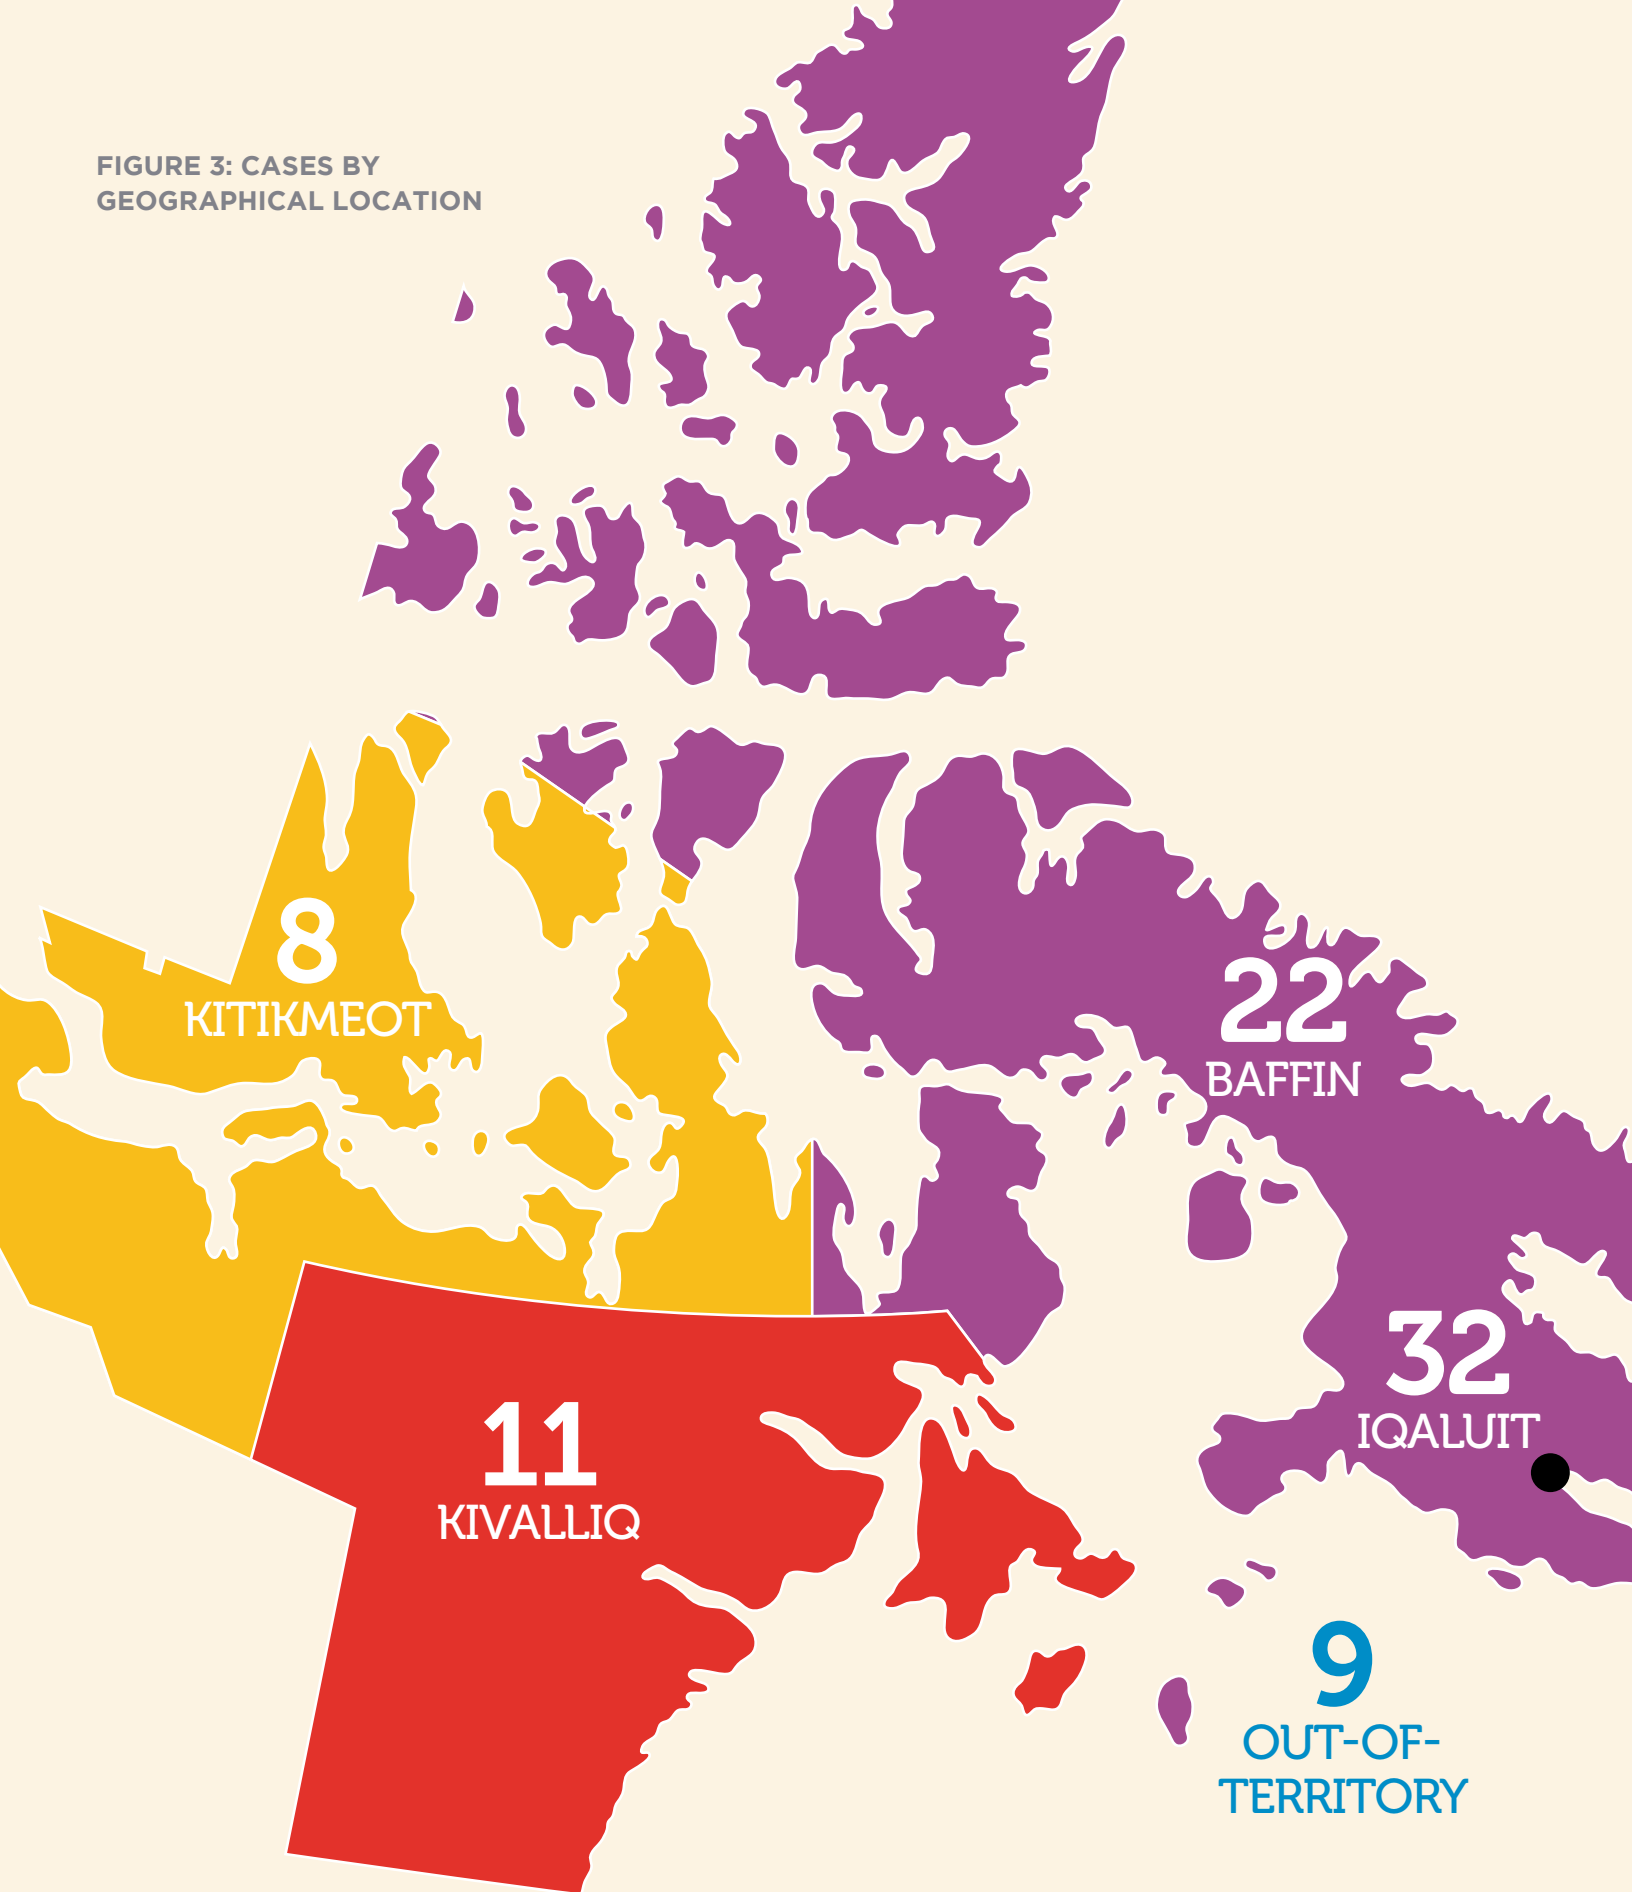 FIGURE 3: CASES BY
GEOGRAPHICAL LOCATION
8
KITIKMEOT
22
BAFFIN
32
IQALUIT
11
KIVALLIQ
9
OUT-OF-
TERRITORY